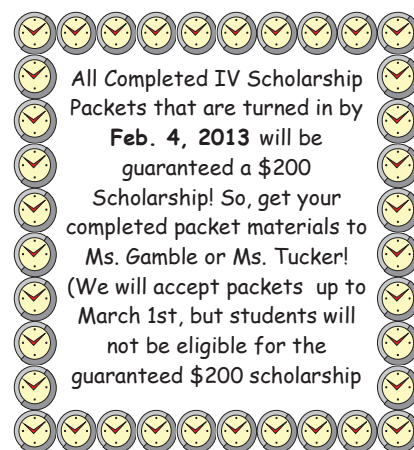 All Completed IV Scholarship
Packets that are turned in by
Feb. 4, 2013 will be
guaranteed a $200
Scholarship! So, get your
completed packet materials to
Ms. Gamble or Ms. Tucker!
(We will accept packets up to
March 1st, but students will
not be eligible for the
guaranteed $200 scholarship